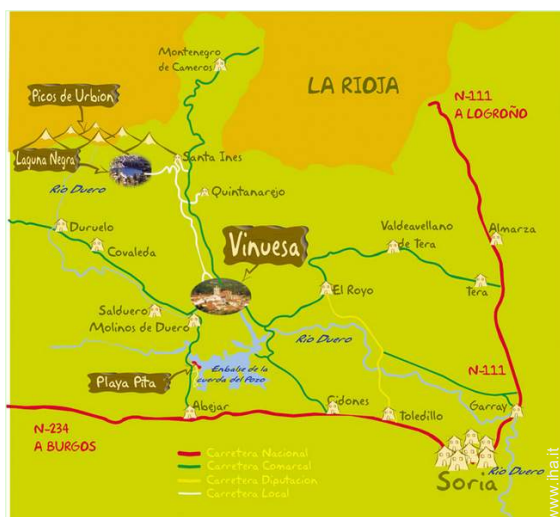 Montenegro
de Cameros
LA RIOJA
Picos de Urbion
N-111
A LOGROÑO
Laguna Negra
Santa Ines
Río Duero
Quintanarejo
Duruelo
Covaleda
Vinuesa
Valdeavellano
de Tera
Almarza
El Royo
Tera
Salduero
Molinos de Duero
Río Duero
Embalse de la
cuerda del Pozo
Playa Pita
N-111
Abejar
Cidones
Toledillo
Garray
N-234
A BURGOS
Carretera Nacional
Carretera Comarcal
Carretera Diputacion
Carretera Local
Soria
Río Duero
www.iha.it